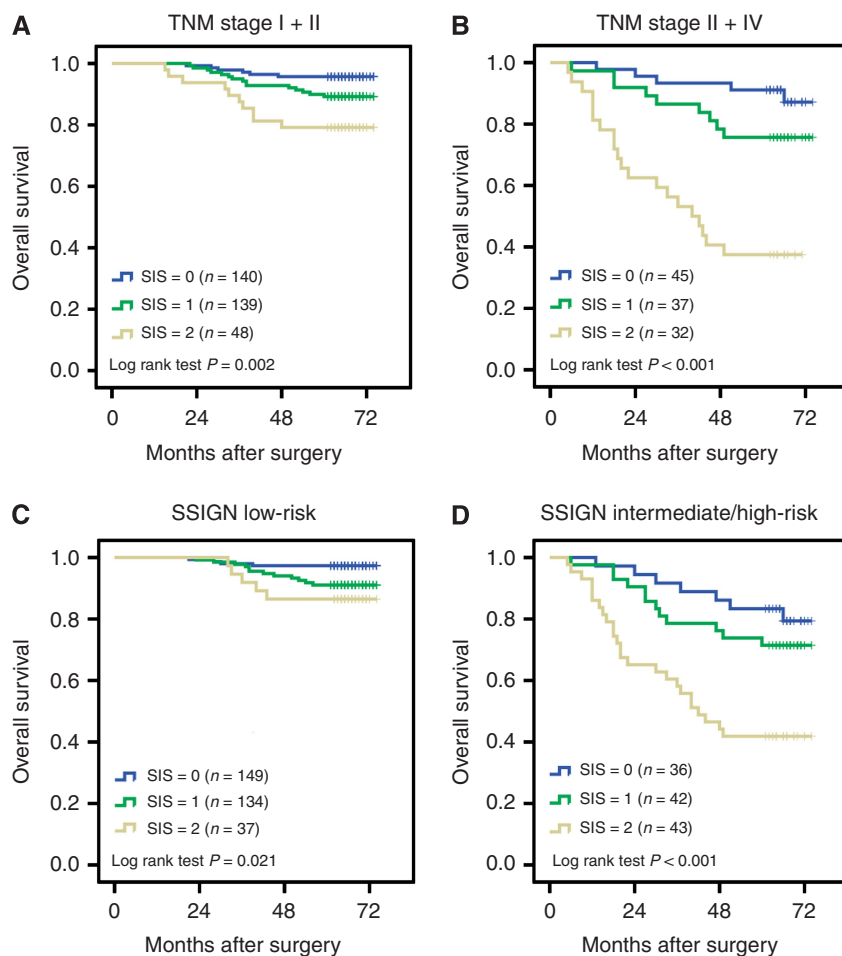 A
TNM stage I + II
1.0
0.8
0.6
0.4
0.2
0.0
Overall survival
SIS = 0 (n = 140)
SIS = 1 (n = 139)
SIS = 2 (n = 48)
Log rank test P = 0.002
0 24 48 72
Months after surgery
B
TNM stage II + IV
1.0
0.8
0.6
0.4
0.2
0.0
Overall survival
SIS = 0 (n = 45)
SIS = 1 (n = 37)
SIS = 2 (n = 32)
Log rank test P < 0.001
0 24 48 72
Months after surgery
C
SSIGN low-risk
1.0
0.8
0.6
0.4
0.2
0.0
Overall survival
SIS = 0 (n = 149)
SIS = 1 (n = 134)
SIS = 2 (n = 37)
Log rank test P = 0.021
0 24 48 72
Months after surgery
D
SSIGN intermediate/high-risk
1.0
0.8
0.6
0.4
0.2
0.0
Overall survival
SIS = 0 (n = 36)
SIS = 1 (n = 42)
SIS = 2 (n = 43)
Log rank test P < 0.001
0 24 48 72
Months after surgery